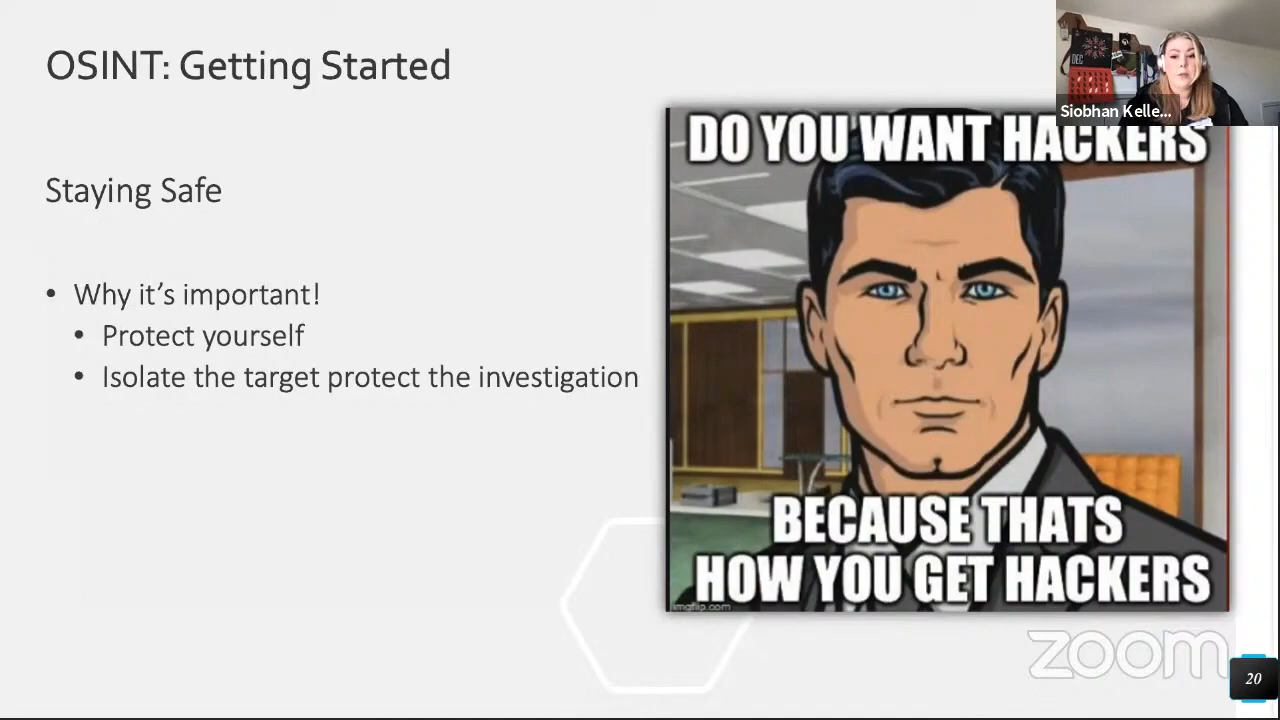 OSINT: Getting Started
Siobhan Kelle...
Staying Safe
• Why it’s important!
• Protect yourself
• Isolate the target protect the investigation
DO YOU WANT HACKERS
BECAUSE THATS
HOW YOU GET HACKERS
imgflip.com
zoom
20
DEC